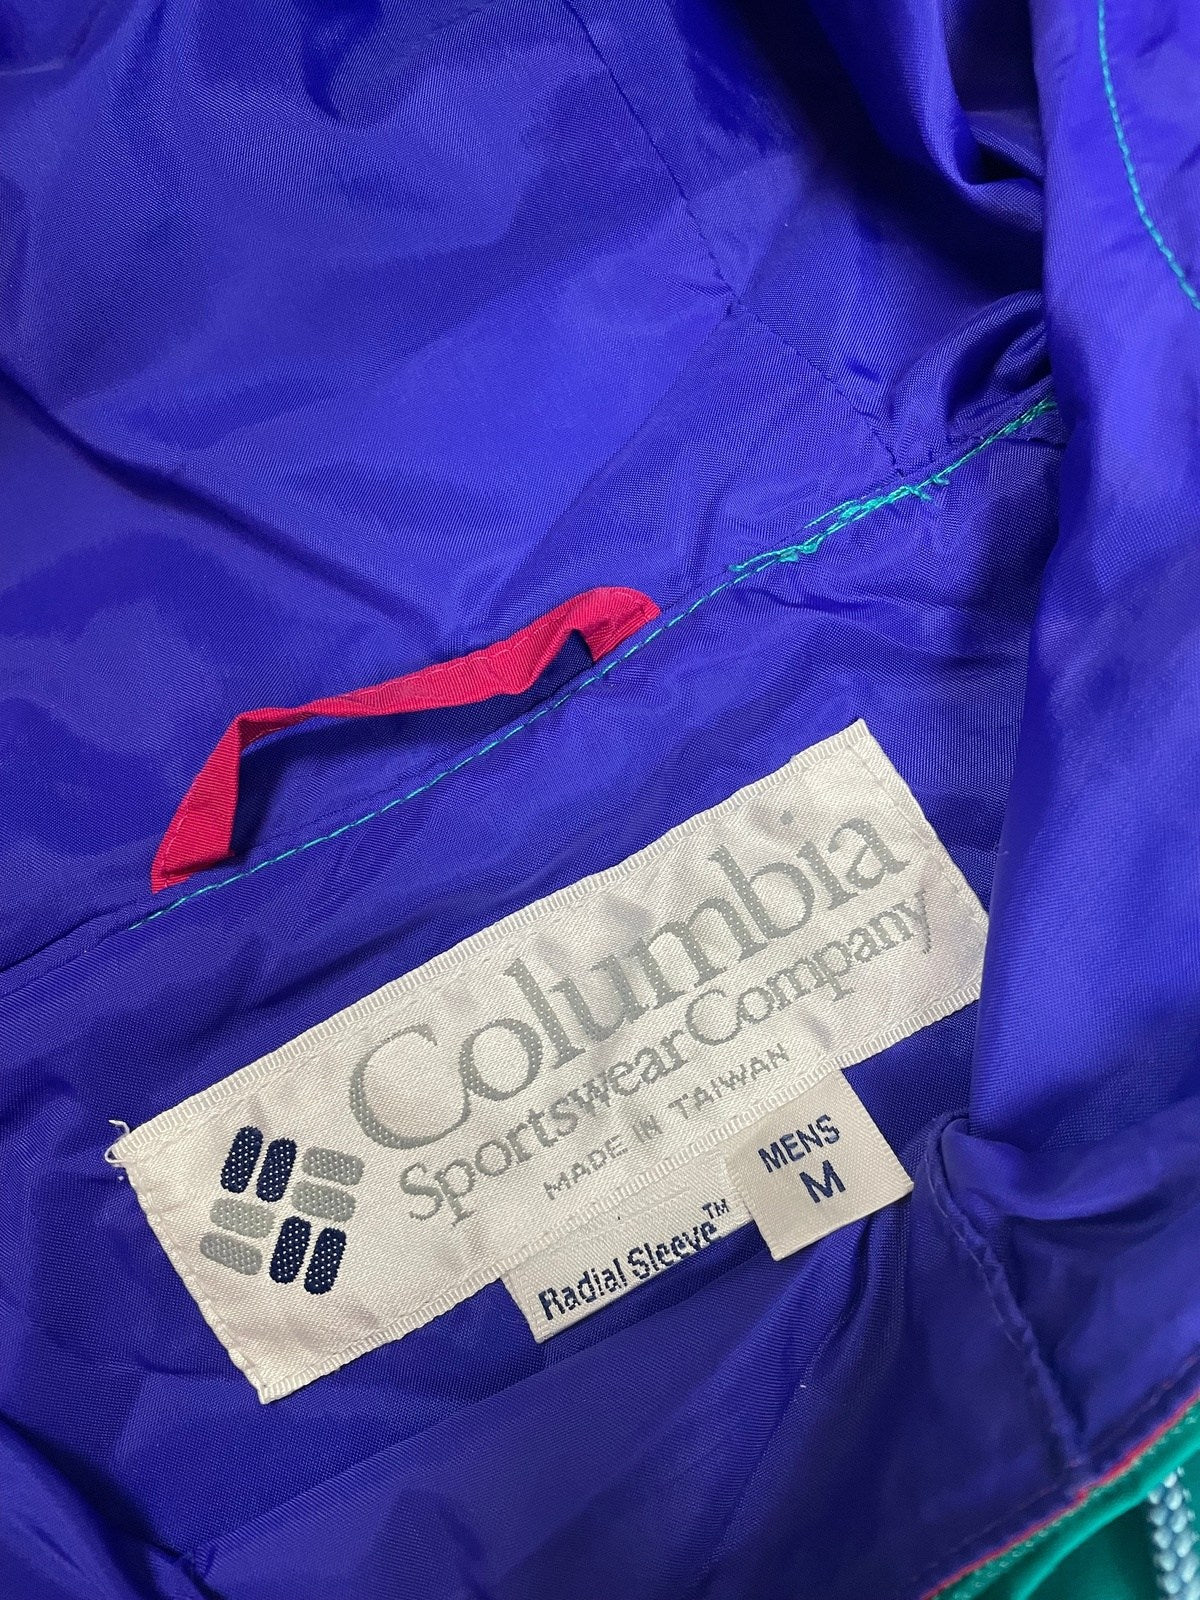 Columbia
Sportswear Company
MADE IN TAIWAN
Radial Sleeve™
MENS
M